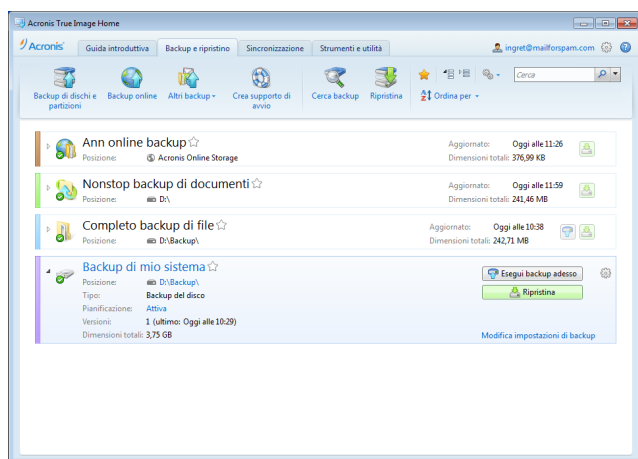 Acronis True Image Home
Acronis
Guida introduttiva
Backup e ripristino
Sincronizzazione
Strumenti e utilità
ingret@mailforspam.com
Backup di dischi e partizioni
Backup online
Altri backup
Crea supporto di avvio
Cerca backup
Ripristina
Ordina per
Cerca
Ann online backup
Posizione: Acronis Online Storage
Aggiornato: Oggi alle 11:26
Dimensioni totali: 376,99 KB
Nonstop backup di documenti
Posizione: D:\
Aggiornato: Oggi alle 11:59
Dimensioni totali: 241,46 MB
Completo backup di file
Posizione: D:\Backup\
Aggiornato: Oggi alle 10:38
Dimensioni totali: 242,71 MB
Backup di mio sistema
Posizione: D:\Backup\
Tipo: Backup del disco
Pianificazione: Attiva
Versioni: 1 (ultimo: Oggi alle 10:29)
Dimensioni totali: 3,75 GB
Esegui backup adesso
Ripristina
Modifica impostazioni di backup